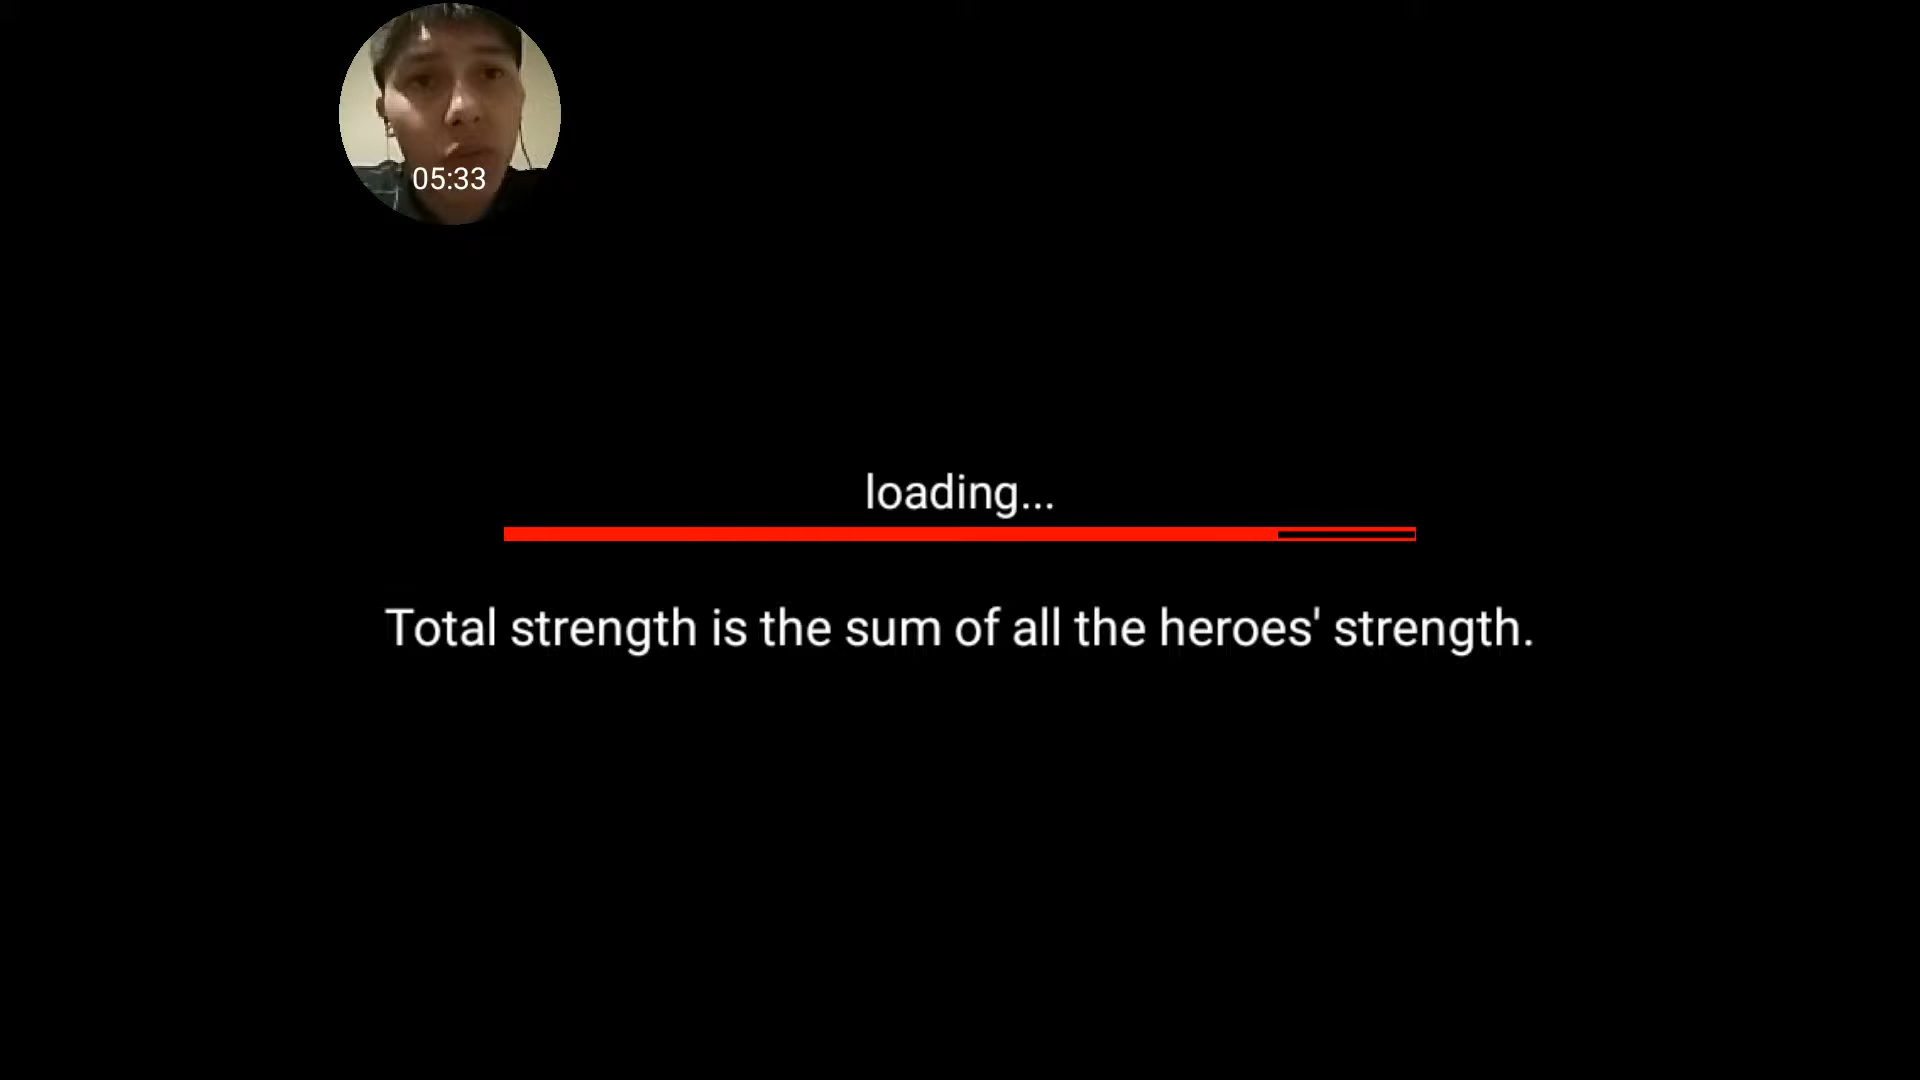 05:33
loading...
Total strength is the sum of all the heroes' strength.